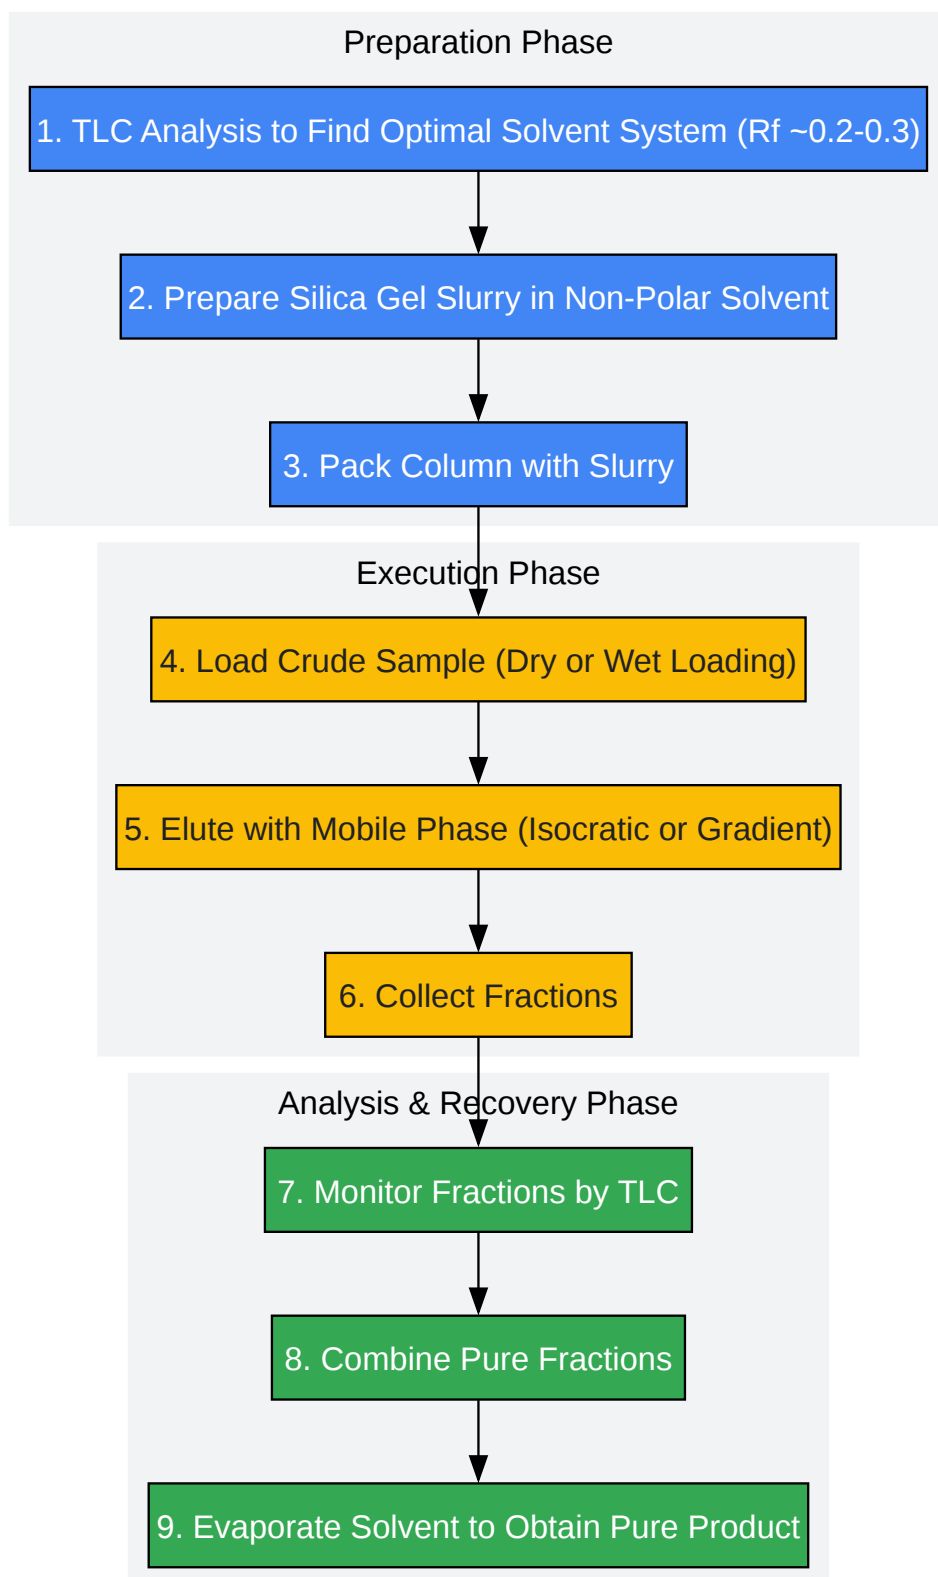 Preparation Phase
1. TLC Analysis to Find Optimal Solvent System (Rf ~0.2-0.3)
2. Prepare Silica Gel Slurry in Non-Polar Solvent
3. Pack Column with Slurry
Execution Phase
4. Load Crude Sample (Dry or Wet Loading)
5. Elute with Mobile Phase (Isocratic or Gradient)
6. Collect Fractions
Analysis & Recovery Phase
7. Monitor Fractions by TLC
8. Combine Pure Fractions
9. Evaporate Solvent to Obtain Pure Product